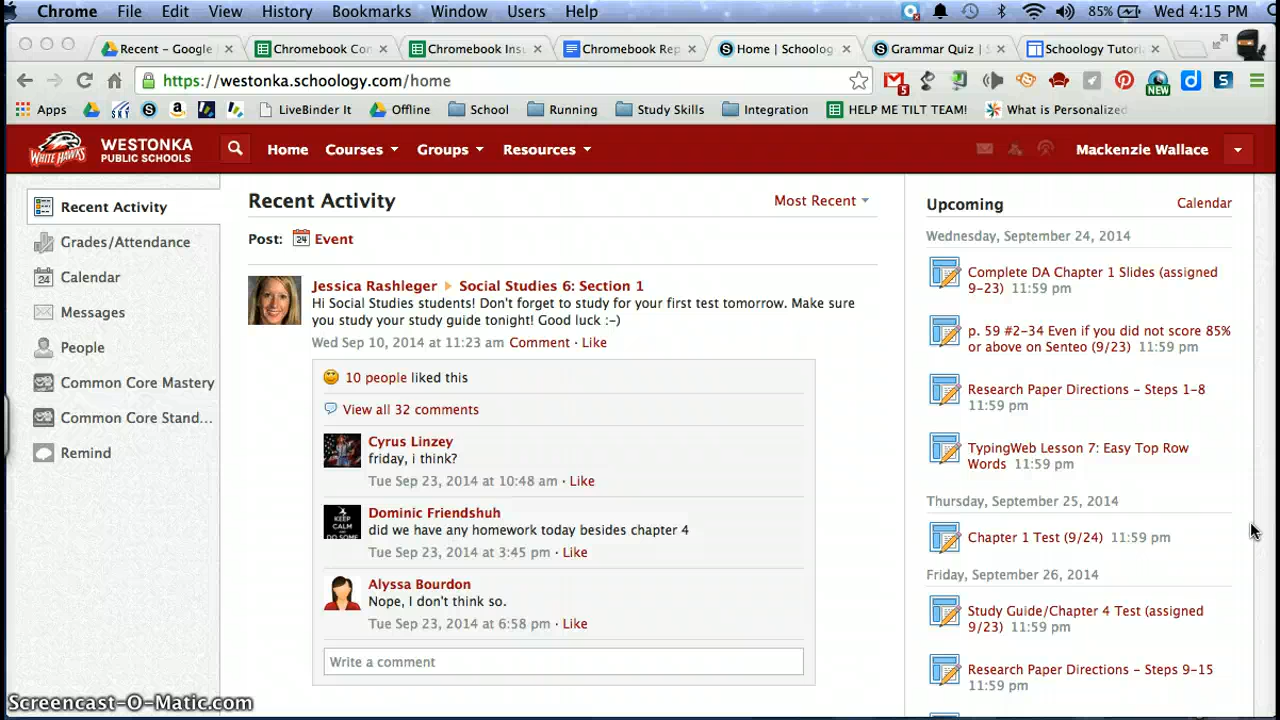 Chrome File Edit View History Bookmarks Window Users Help 85% Wed 4:15 PM
Recent – Google Chromebook Co Chromebook Ins Chromebook Rep Home | Schoolog Grammar Quiz | S Schoology Tutori
https://westonka.schoology.com/home 5 NEW d S
Apps LiveBinder It Offline School Running Study Skills Integration HELP ME TILT TEAM! What is Personalized
WHITE HAWKS
WESTONKA
PUBLIC SCHOOLS
Home Courses Groups Resources Mackenzie Wallace
Recent Activity
Grades/Attendance
24 Calendar
Messages
People
Common Core Mastery
Common Core Stand...
Remind
Recent Activity Most Recent
Post: 24 Event
Jessica Rashleger Social Studies 6: Section 1
Hi Social Studies students! Don't forget to study for your first test tomorrow. Make sure
you study your study guide tonight! Good luck :-)
Wed Sep 10, 2014 at 11:23 am Comment · Like
10 people liked this
View all 32 comments
Cyrus Linzey
friday, i think?
Tue Sep 23, 2014 at 10:48 am · Like
KEEP
CALM
AND
DO SOME
Dominic Friendshuh
did we have any homework today besides chapter 4
Tue Sep 23, 2014 at 3:45 pm · Like
Alyssa Bourdon
Nope, I don't think so.
Tue Sep 23, 2014 at 6:58 pm · Like
Write a comment
Upcoming Calendar
Wednesday, September 24, 2014
Complete DA Chapter 1 Slides (assigned
9-23) 11:59 pm
p. 59 #2-34 Even if you did not score 85%
or above on Senteo (9/23) 11:59 pm
Research Paper Directions – Steps 1-8
11:59 pm
TypingWeb Lesson 7: Easy Top Row
Words 11:59 pm
Thursday, September 25, 2014
Chapter 1 Test (9/24) 11:59 pm
Friday, September 26, 2014
Study Guide/Chapter 4 Test (assigned
9/23) 11:59 pm
Research Paper Directions – Steps 9-15
11:59 pm
Screencast-O-Matic.com